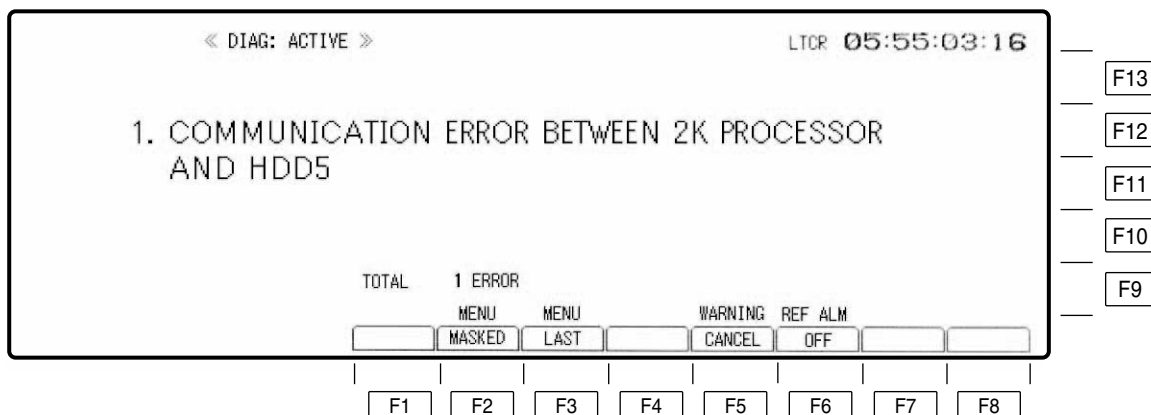 ≪ DIAG: ACTIVE ≫ LTCR 05:55:03:16
F13
1. COMMUNICATION ERROR BETWEEN 2K PROCESSOR
F12
AND HDD5
F11
F10
TOTAL 1 ERROR
F9
MENU MENU WARNING REF ALM
MASKED LAST CANCEL OFF
F1 F2 F3 F4 F5 F6 F7 F8